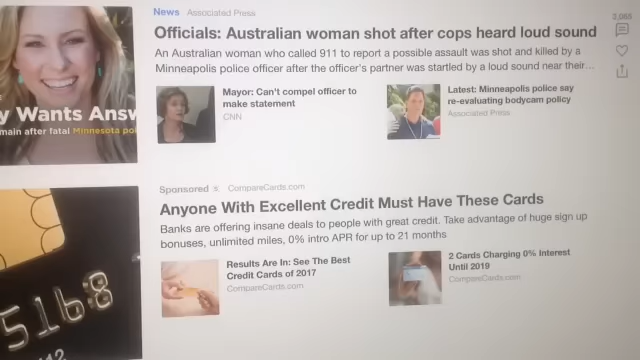 News Associated Press
3,065
Officials: Australian woman shot after cops heard loud sound
An Australian woman who called 911 to report a possible assault was shot and killed by a
Minneapolis police officer after the officer's partner was startled by a loud sound near their...
Mayor: Can't compel officer to
make statement
CNN
Latest: Minneapolis police say
re-evaluating bodycam policy
Associated Press
y Wants Answ
main after fatal Minnesota pol
Sponsored CompareCards.com
Anyone With Excellent Credit Must Have These Cards
Banks are offering insane deals to people with great credit. Take advantage of huge sign up
bonuses, unlimited miles, 0% intro APR for up to 21 months
Results Are In: See The Best
Credit Cards of 2017
CompareCards.com
2 Cards Charging 0% Interest
Until 2019
CompareCards.com
5168